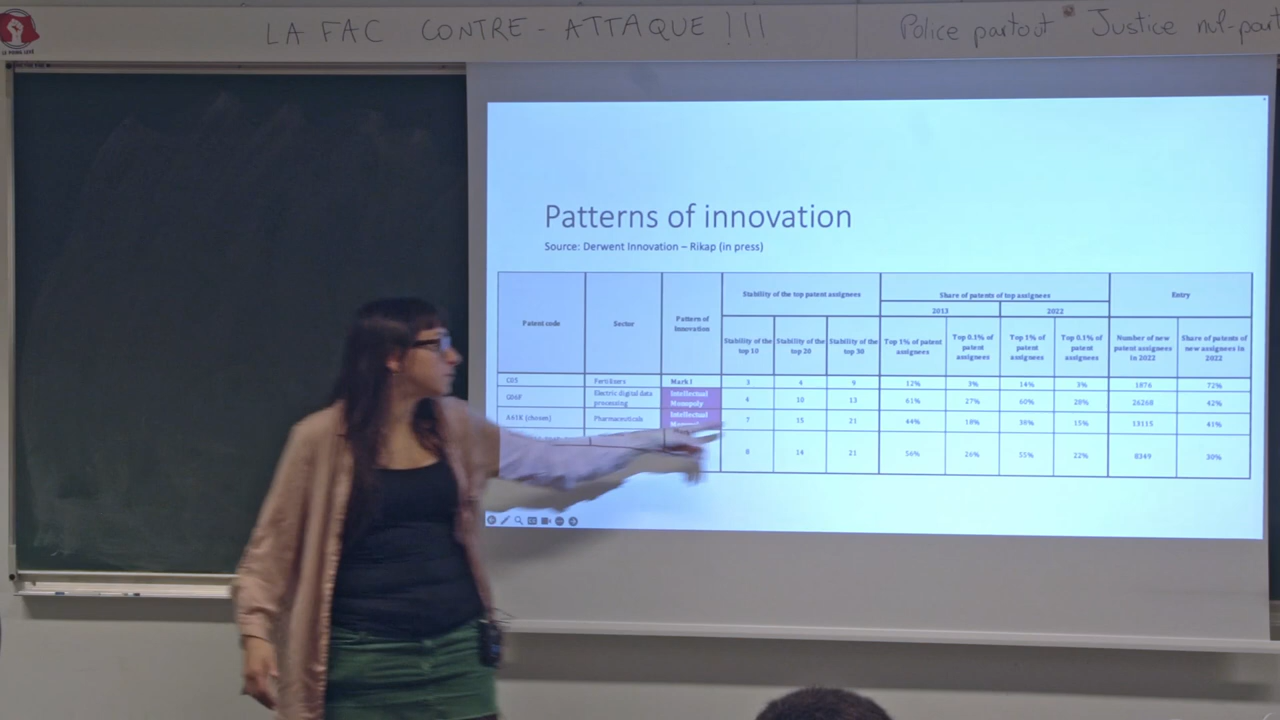 LA FAC CONTRE-ATTAQUE !!!
Police partout Justice nul-part
LE POING LEVÉ
Patterns of innovation
Source: Derwent Innovation – Rikap (in press)
Patent code Sector Pattern of Innovation Stability of the top patent assignees Share of patents of top assignees Entry
2013 2022
Stability of the top 10 Stability of the top 20 Stability of the top 30 Top 1% of patent assignees Top 0.1% of patent assignees Top 1% of patent assignees Top 0.1% of patent assignees Number of new patent assignees in 2022 Share of patents of new assignees in 2022
C05 Fertilisers Mark I 3 4 9 12% 3% 14% 3% 1876 72%
G06F Electric digital data processing Intellectual Monopoly 4 10 13 61% 27% 60% 28% 26268 42%
A61K (chosen) Pharmaceuticals Intellectual 7 15 21 44% 18% 38% 15% 13115 41%
8 14 21 56% 26% 55% 22% 8349 30%